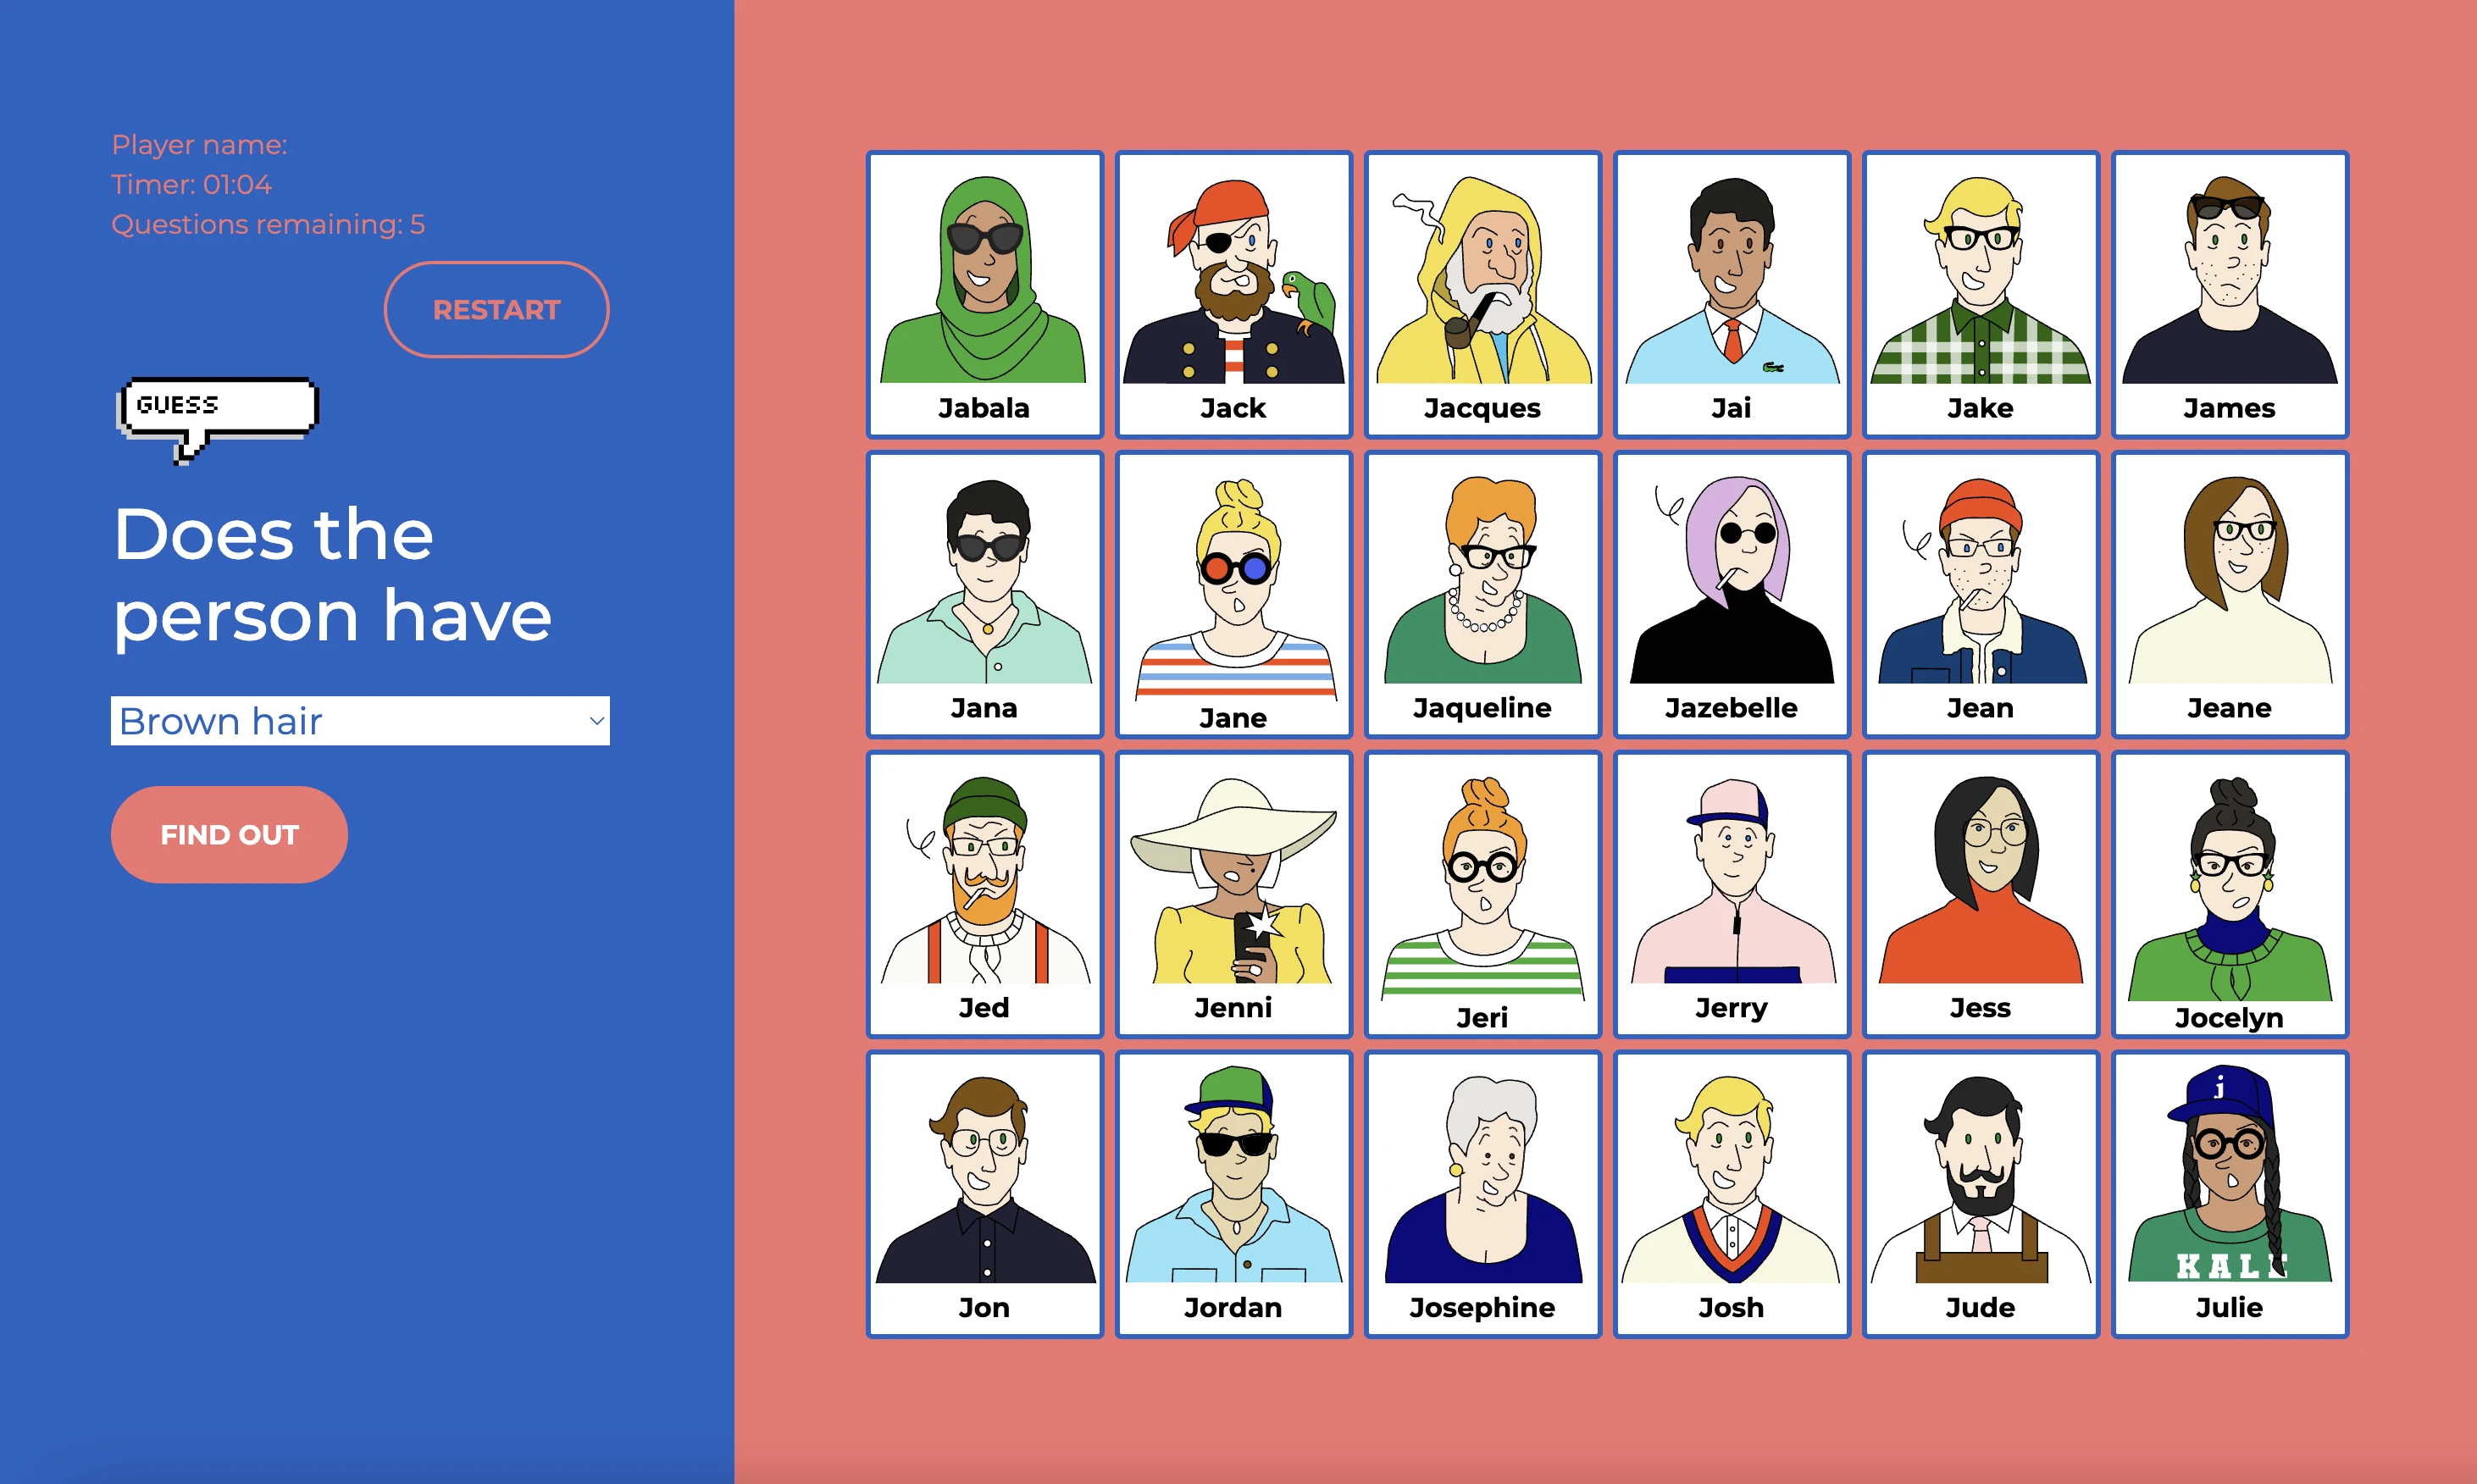 Player name:
Timer: 01:04
Questions remaining: 5
RESTART
GUESS
Does the
person have
Brown hair
FIND OUT
Jabala
Jack
Jacques
Jai
Jake
James
Jana
Jane
Jaqueline
Jazebelle
Jean
Jeane
Jed
Jenni
Jeri
Jerry
Jess
Jocelyn
j
KALE
Jon
Jordan
Josephine
Josh
Jude
Julie